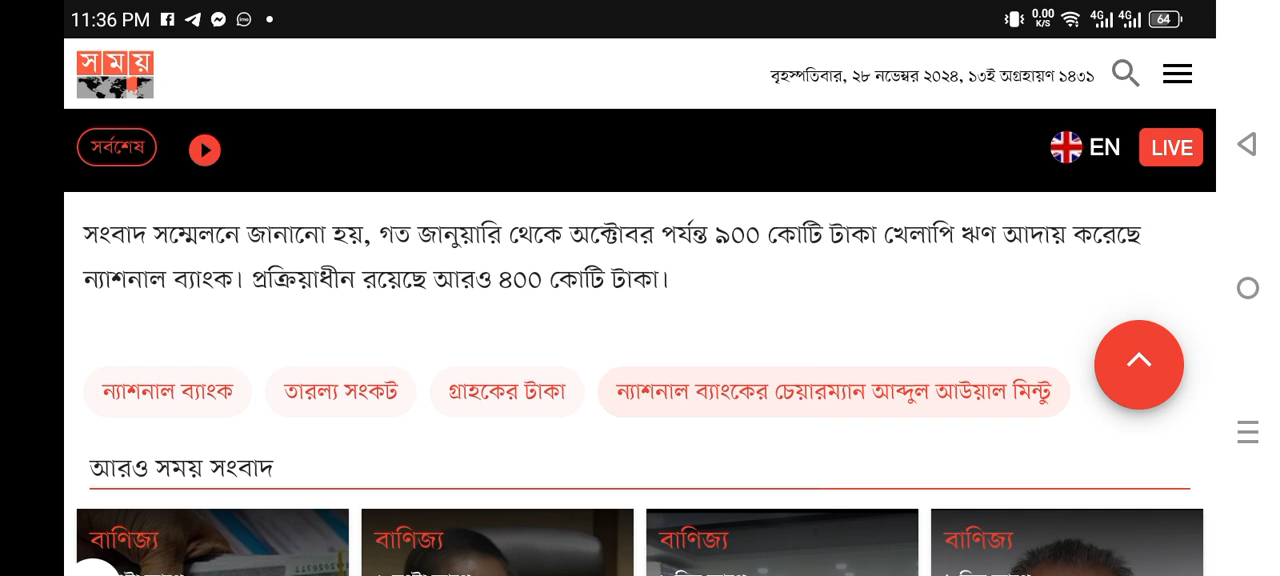 11:36 PM
0.00 K/S 4G 4G 64
সময়
বৃহস্পতিবার, ২৮ নভেম্বর ২০২৪, ১৩ই অগ্রহায়ণ ১৪৩১
সর্বশেষ
EN LIVE
সংবাদ সম্মেলনে জানানো হয়, গত জানুয়ারি থেকে অক্টোবর পর্যন্ত ৯০০ কোটি টাকা খেলাপি ঋণ আদায় করেছে
ন্যাশনাল ব্যাংক। প্রক্রিয়াধীন রয়েছে আরও ৪০০ কোটি টাকা।
ন্যাশনাল ব্যাংক তারল্য সংকট গ্রাহকের টাকা ন্যাশনাল ব্যাংকের চেয়ারম্যান আব্দুল আউয়াল মিন্টু
আরও সময় সংবাদ
বাণিজ্য বাণিজ্য বাণিজ্য বাণিজ্য